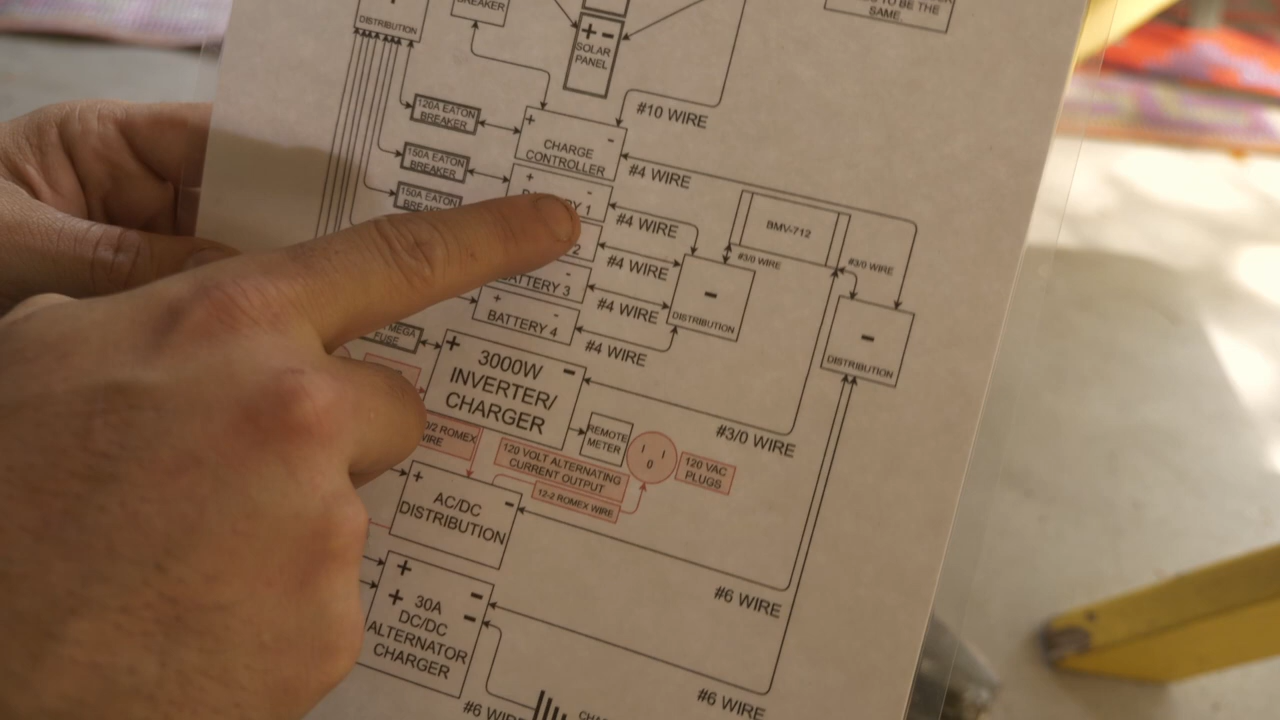 DISTRIBUTION
BREAKER
SOLAR
PANEL
TO BE THE
SAME.
#10 WIRE
120A EATON
BREAKER
CHARGE
CONTROLLER
150A EATON
BREAKER
150A EATON
#4 WIRE
1
#4 WIRE
BMV-712
2
#4 WIRE
#3/0 WIRE
#3/0 WIRE
BATTERY 3
#4 WIRE
DISTRIBUTION
BATTERY 4
#4 WIRE
DISTRIBUTION
MEGA
FUSE
3000W
INVERTER/
CHARGER
#3/0 WIRE
REMOTE
METER
ROMEX
WIRE
120 VOLT ALTERNATING
CURRENT OUTPUT
120 VAC
PLUGS
12-2 ROMEX WIRE
AC/DC
DISTRIBUTION
#6 WIRE
30A
DC/DC
ALTERNATOR
CHARGER
#6 WIRE
#6 WIRE